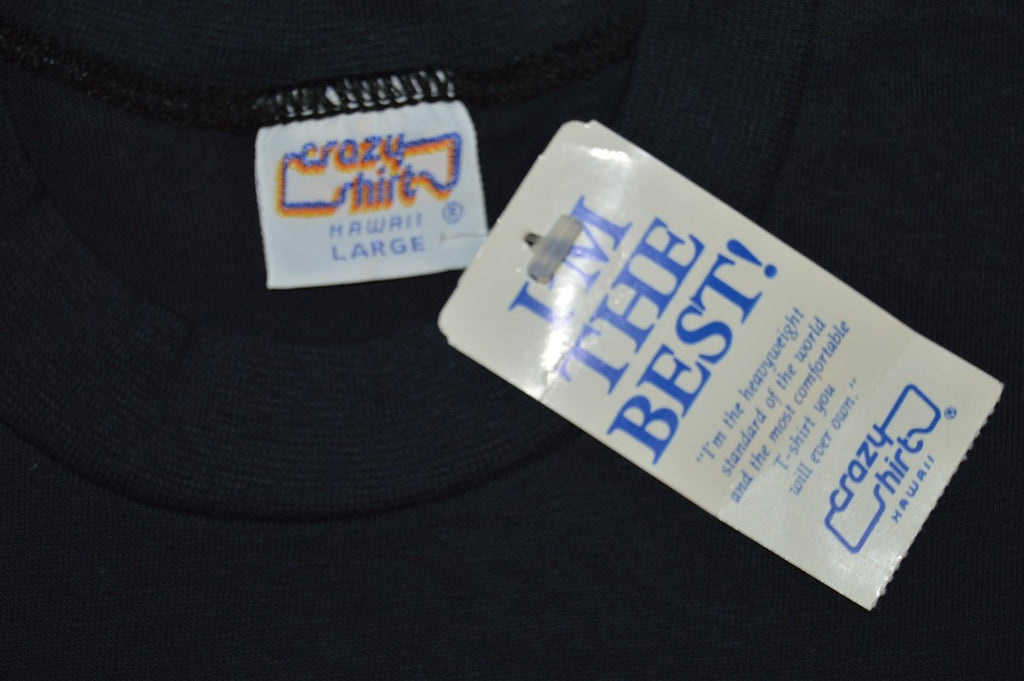 crazy
shirt
HAWAII ®
LARGE
I'M
THE
BEST!
"I'm the heavyweight
standard of the world
and the most comfortable
T-shirt you
will ever own."
crazy
shirt ®
HAWAII